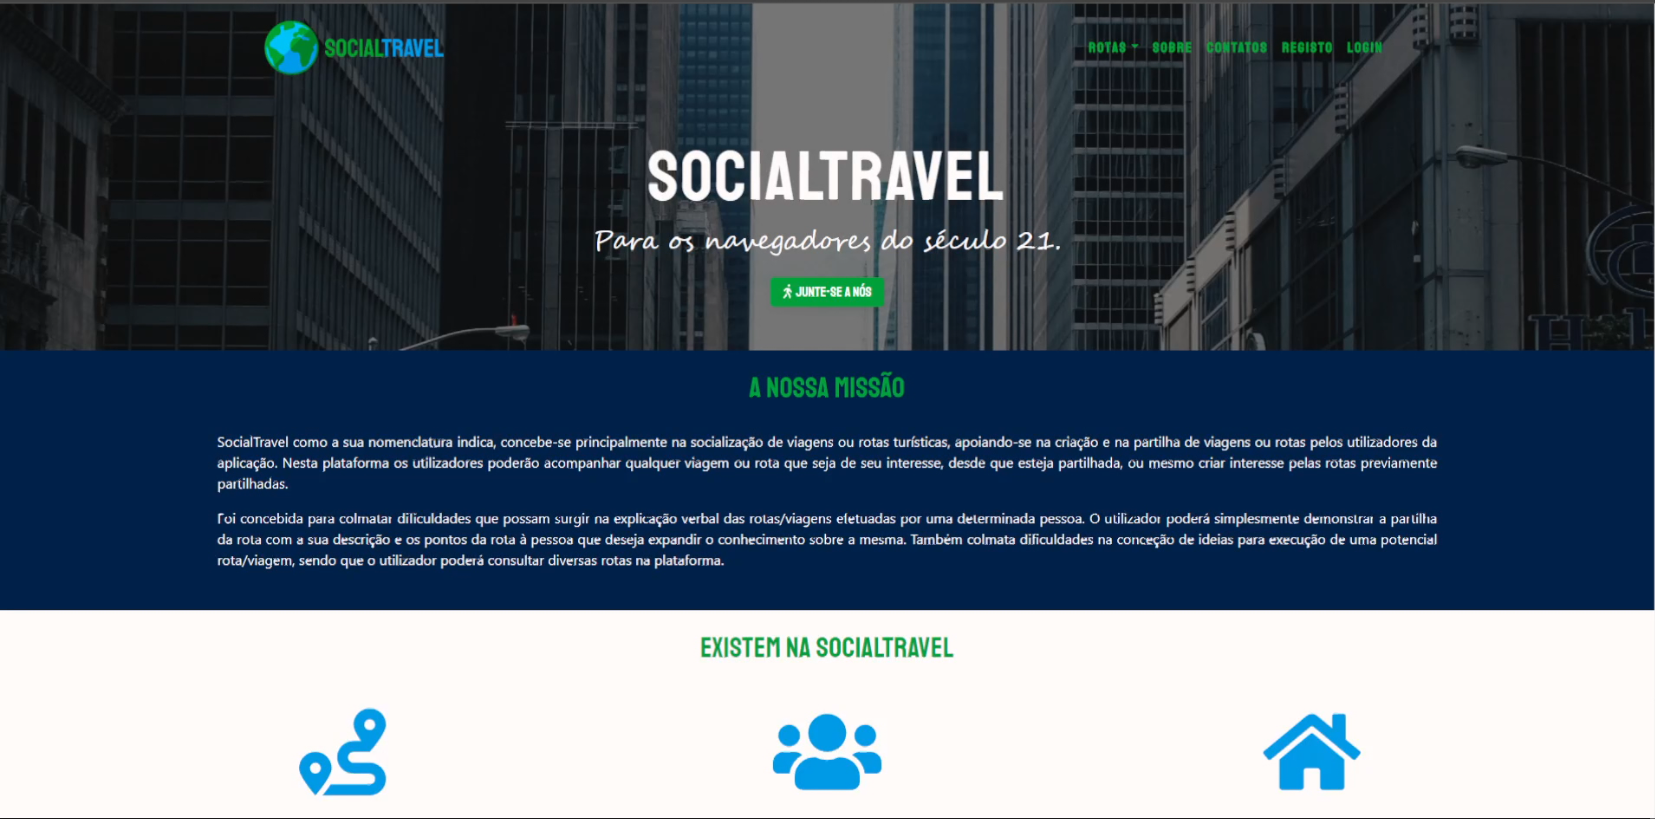 SOCIALTRAVEL
ROTAS SOBRE CONTATOS REGISTO LOGIN
SOCIALTRAVEL
Para os navegadores do século 21.
JUNTE-SE A NÓS
A NOSSA MISSÃO
SocialTravel como a sua nomenclatura indica, concebe-se principalmente na socialização de viagens ou rotas turísticas, apoiando-se na criação e na partilha de viagens ou rotas pelos utilizadores da
aplicação. Nesta plataforma os utilizadores poderão acompanhar qualquer viagem ou rota que seja de seu interesse, desde que esteja partilhada, ou mesmo criar interesse pelas rotas previamente
partilhadas.
Foi concebida para colmatar dificuldades que possam surgir na explicação verbal das rotas/viagens efetuadas por uma determinada pessoa. O utilizador poderá simplesmente demonstrar a partilha
da rota com a sua descrição e os pontos da rota à pessoa que deseja expandir o conhecimento sobre a mesma. Também colmata dificuldades na conceção de ideias para execução de uma potencial
rota/viagem, sendo que o utilizador poderá consultar diversas rotas na plataforma.
EXISTEM NA SOCIALTRAVEL